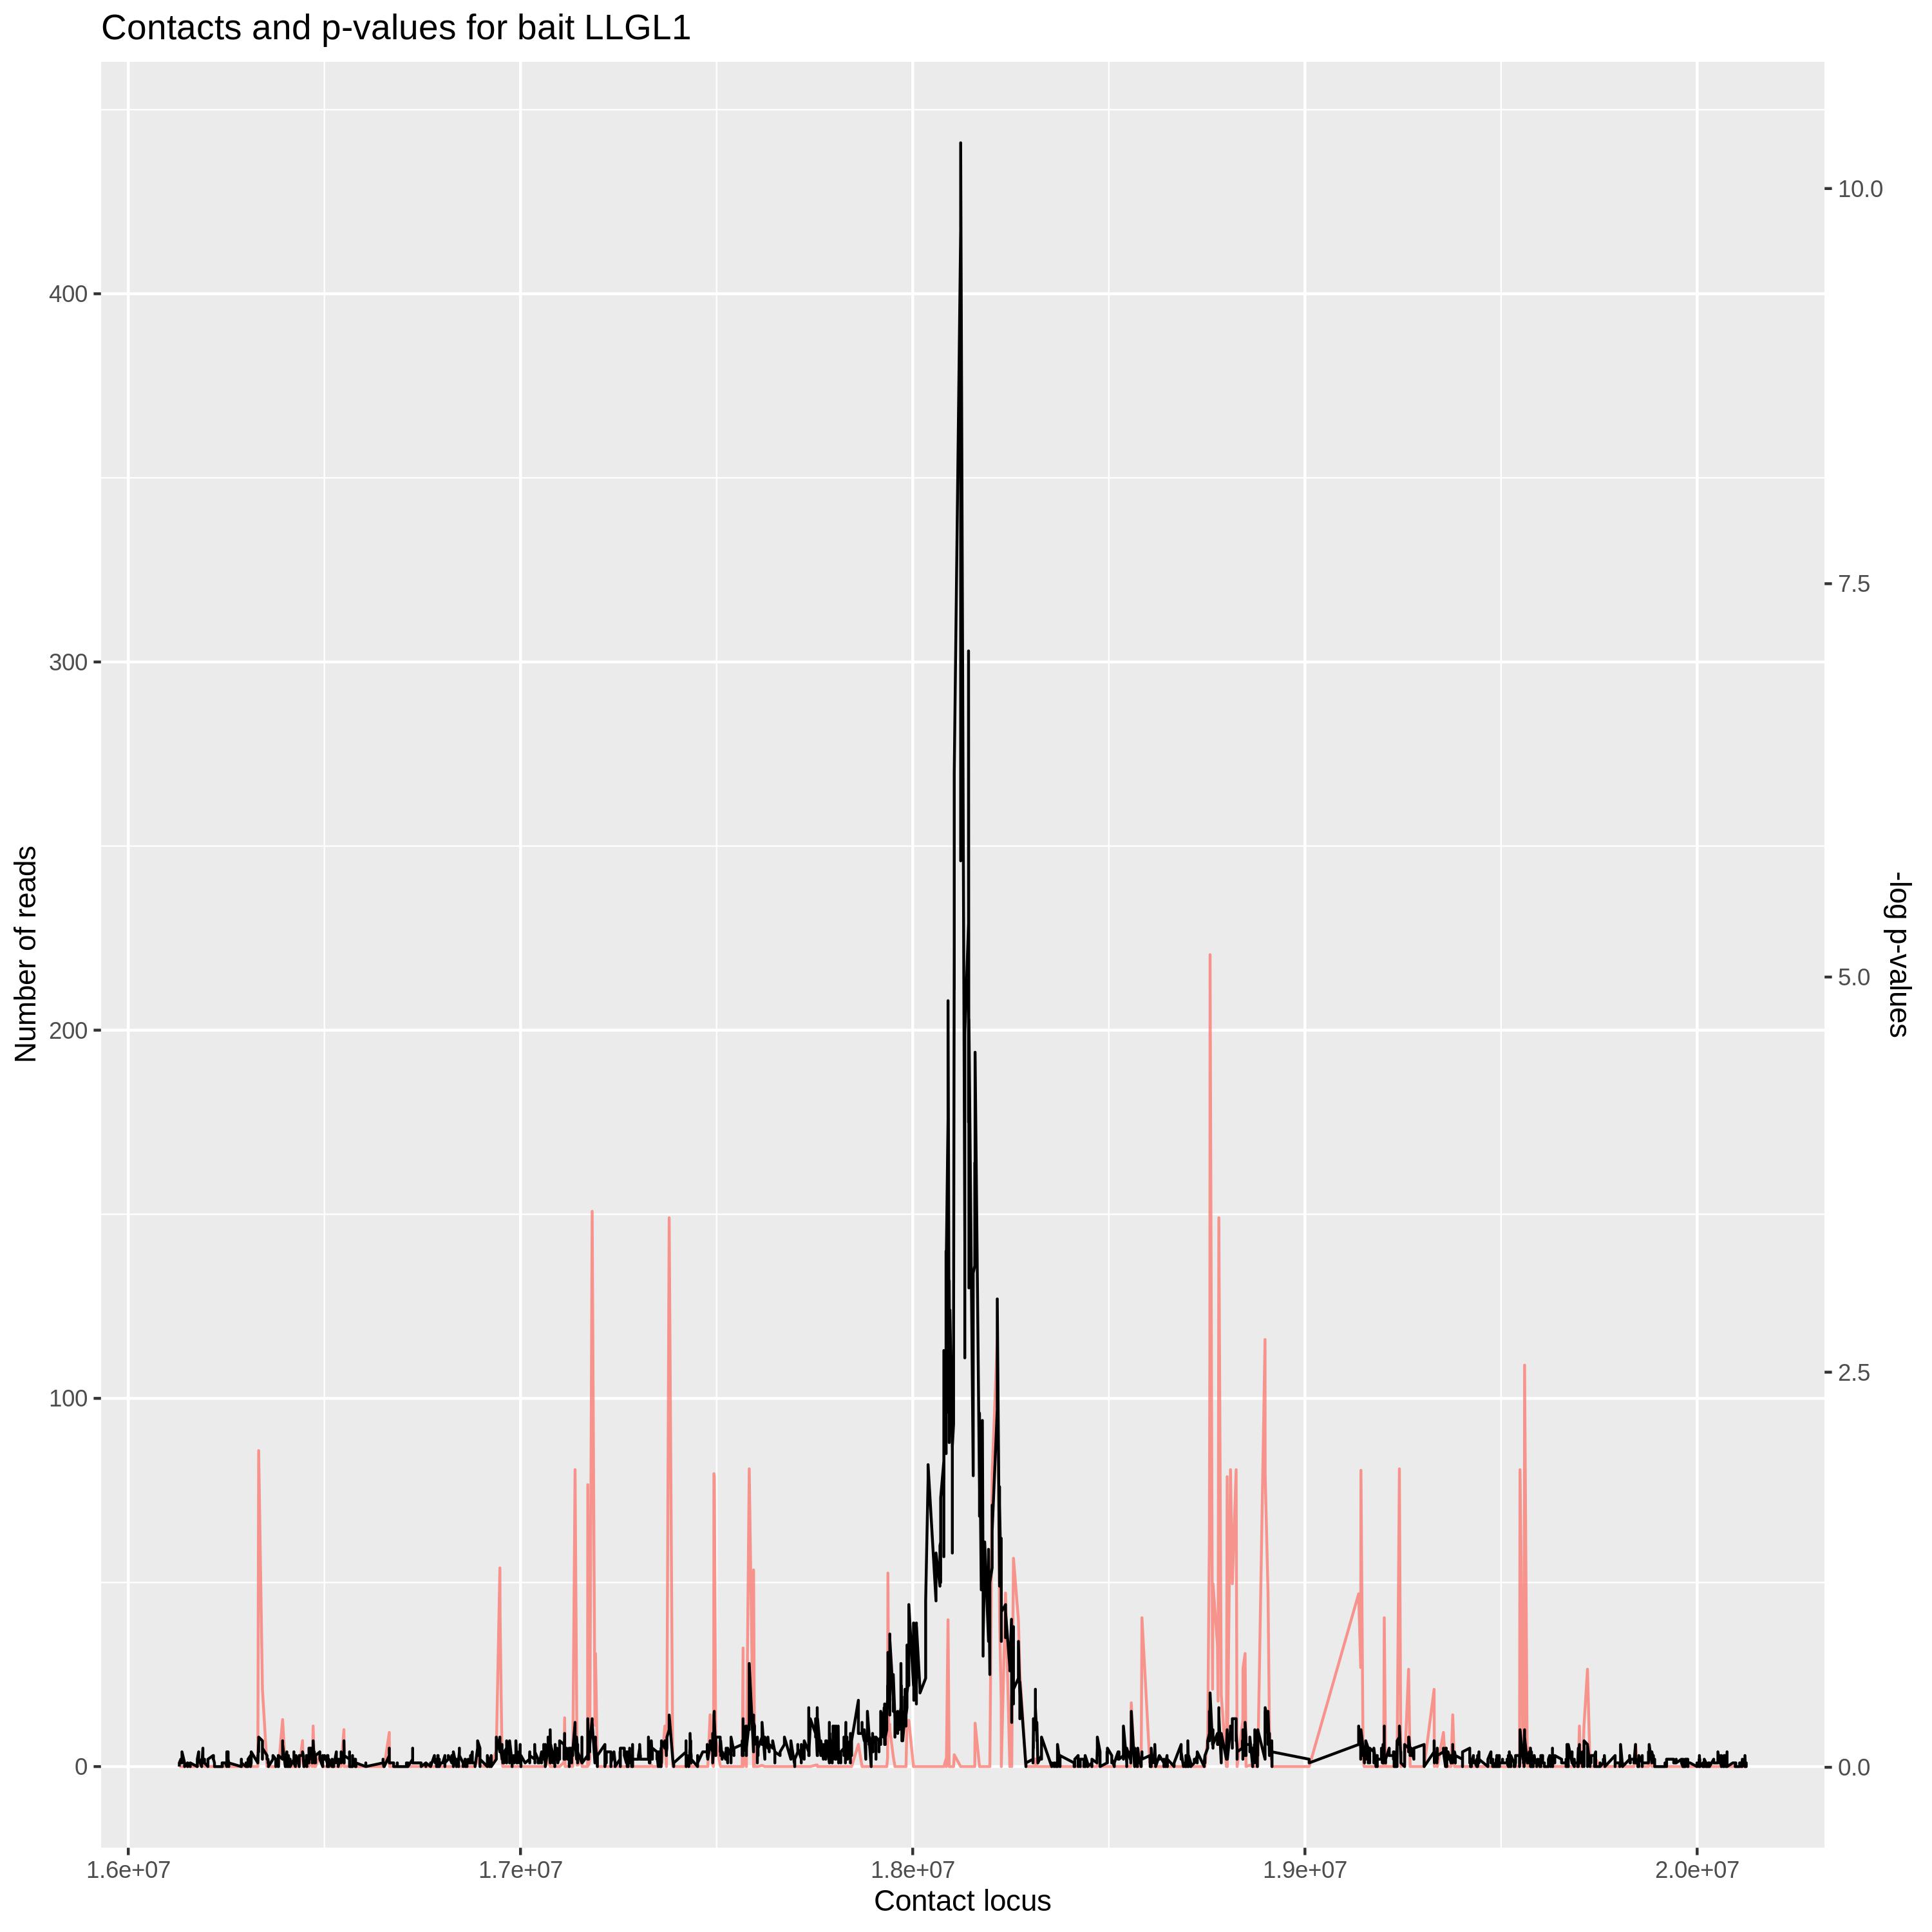 Contacts and p-values for bait LLGL1
400
300
200
100
0
Number of reads
10.0
7.5
5.0
2.5
0.0
-log p-values
1.6e+07 1.7e+07 1.8e+07 1.9e+07 2.0e+07
Contact locus